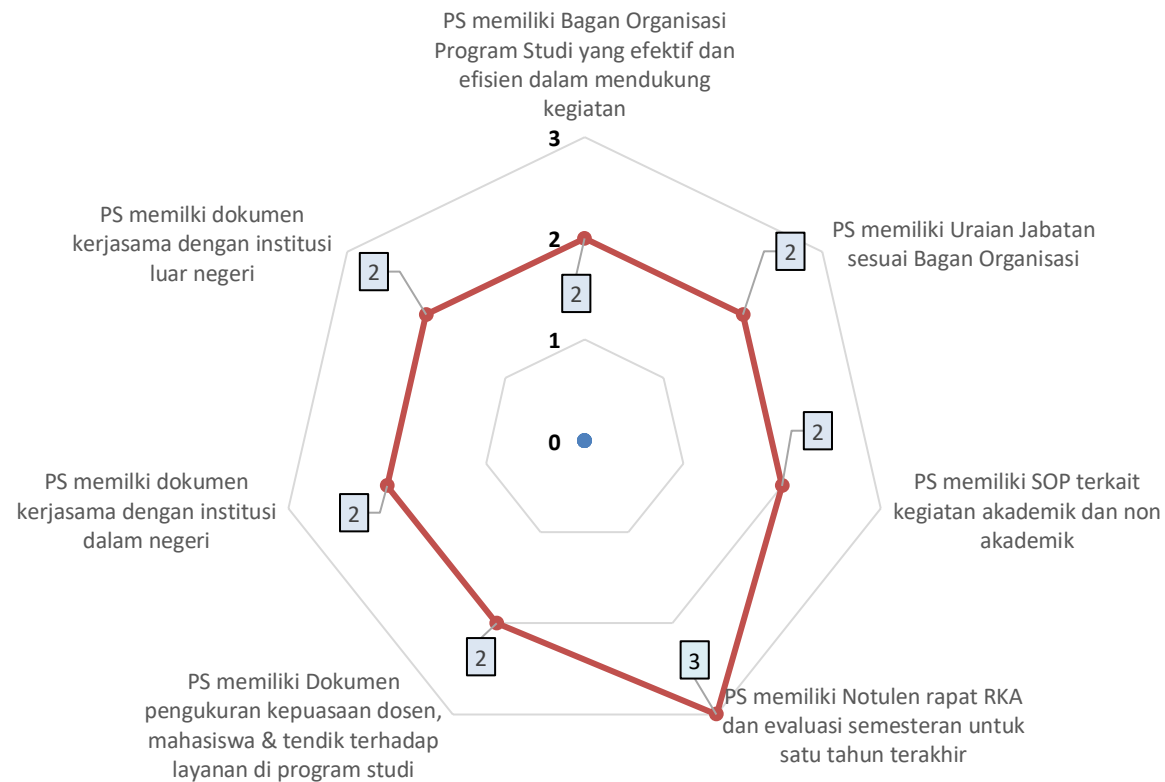 PS memiliki Bagan Organisasi
Program Studi yang efektif dan
efisien dalam mendukung
kegiatan
3
PS memilki dokumen
kerjasama dengan institusi
luar negeri
2
2
2
PS memiliki Uraian Jabatan
sesuai Bagan Organisasi
2
1
0
2
PS memilki dokumen
kerjasama dengan institusi
dalam negeri
2
PS memiliki SOP terkait
kegiatan akademik dan non
akademik
2
3
PS memiliki Dokumen
pengukuran kepuasaan dosen,
mahasiswa & tendik terhadap
layanan di program studi
PS memiliki Notulen rapat RKA
dan evaluasi semesteran untuk
satu tahun terakhir